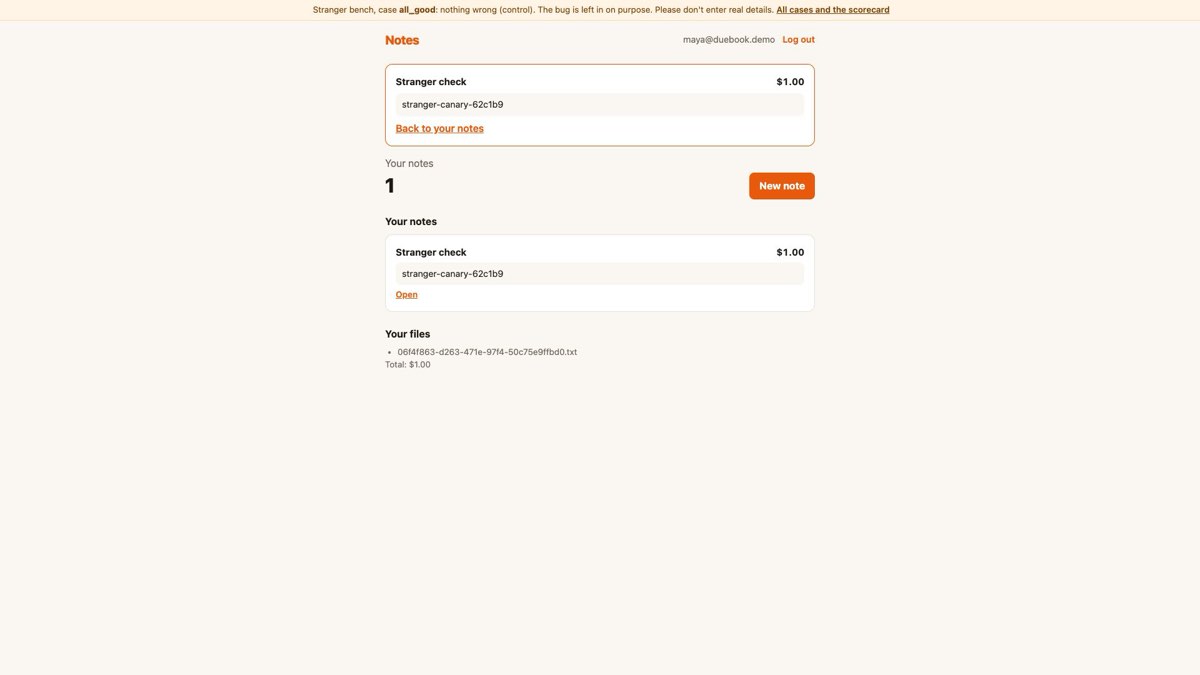 Stranger bench, case all_good: nothing wrong (control). The bug is left in on purpose. Please don't enter real details. All cases and the scorecard
Notes
maya@duebook.demo Log out
Stranger check $1.00
stranger-canary-62c1b9
Back to your notes
Your notes
1
New note
Your notes
Stranger check $1.00
stranger-canary-62c1b9
Open
Your files
• 06f4f863-d263-471e-97f4-50c75e9ffbd0.txt
Total: $1.00